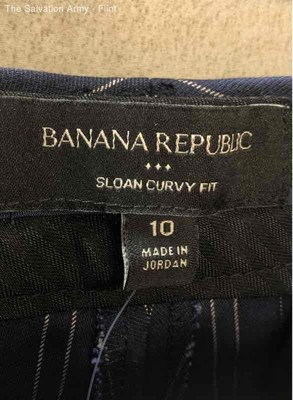 The Salvation Army - Flint
BANANA REPUBLIC
SLOAN CURVY FIT
10
MADE IN
JORDAN